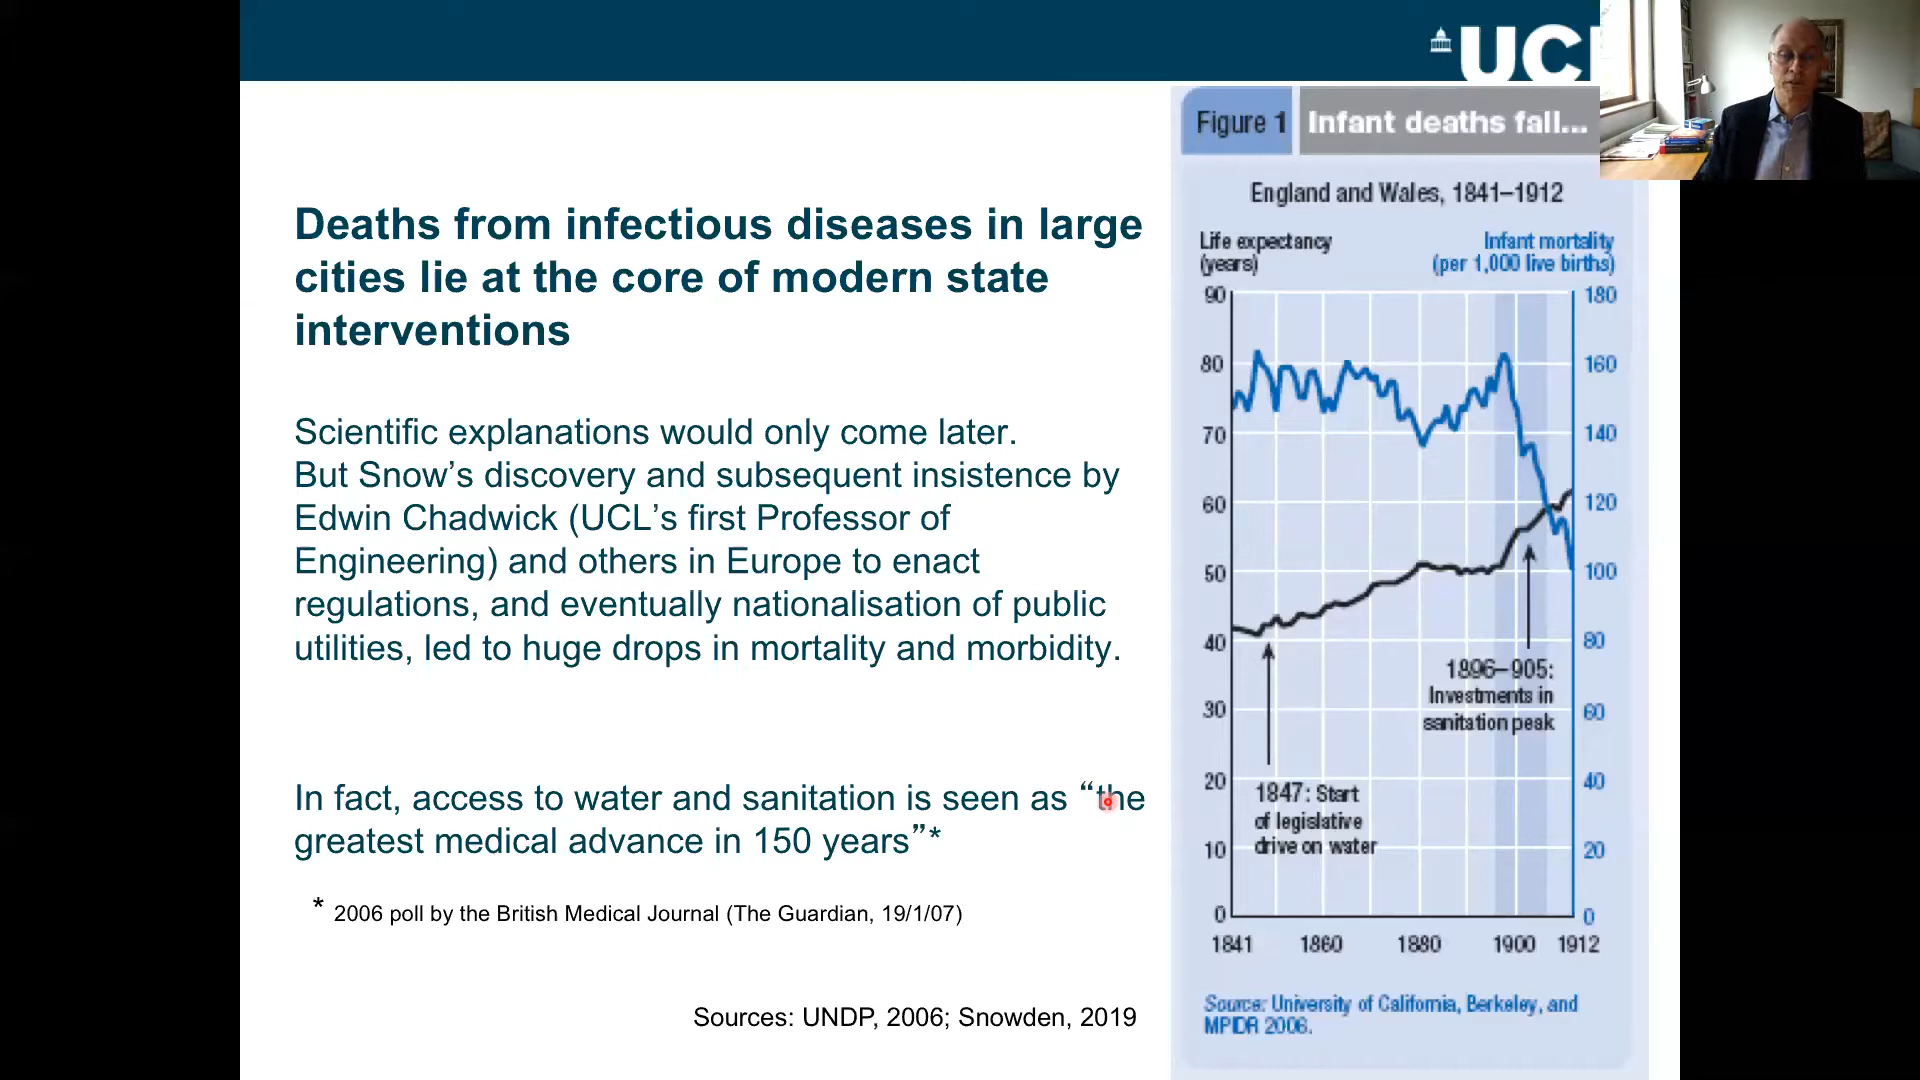 UCL
Figure 1 Infant deaths fall...
England and Wales, 1841–1912
Life expectancy
(years)
Infant mortality
(per 1,000 live births)
90
80
70
60
50
40
30
20
10
0
180
160
140
120
100
80
60
40
20
0
1896–905:
Investments in
sanitation peak
1847: Start
of legislative
drive on water
1841 1860 1880 1900 1912
Source: University of California, Berkeley, and
MPIDR 2006.
Deaths from infectious diseases in large
cities lie at the core of modern state
interventions
Scientific explanations would only come later.
But Snow’s discovery and subsequent insistence by
Edwin Chadwick (UCL’s first Professor of
Engineering) and others in Europe to enact
regulations, and eventually nationalisation of public
utilities, led to huge drops in mortality and morbidity.
In fact, access to water and sanitation is seen as “the
greatest medical advance in 150 years”*
* 2006 poll by the British Medical Journal (The Guardian, 19/1/07)
Sources: UNDP, 2006; Snowden, 2019